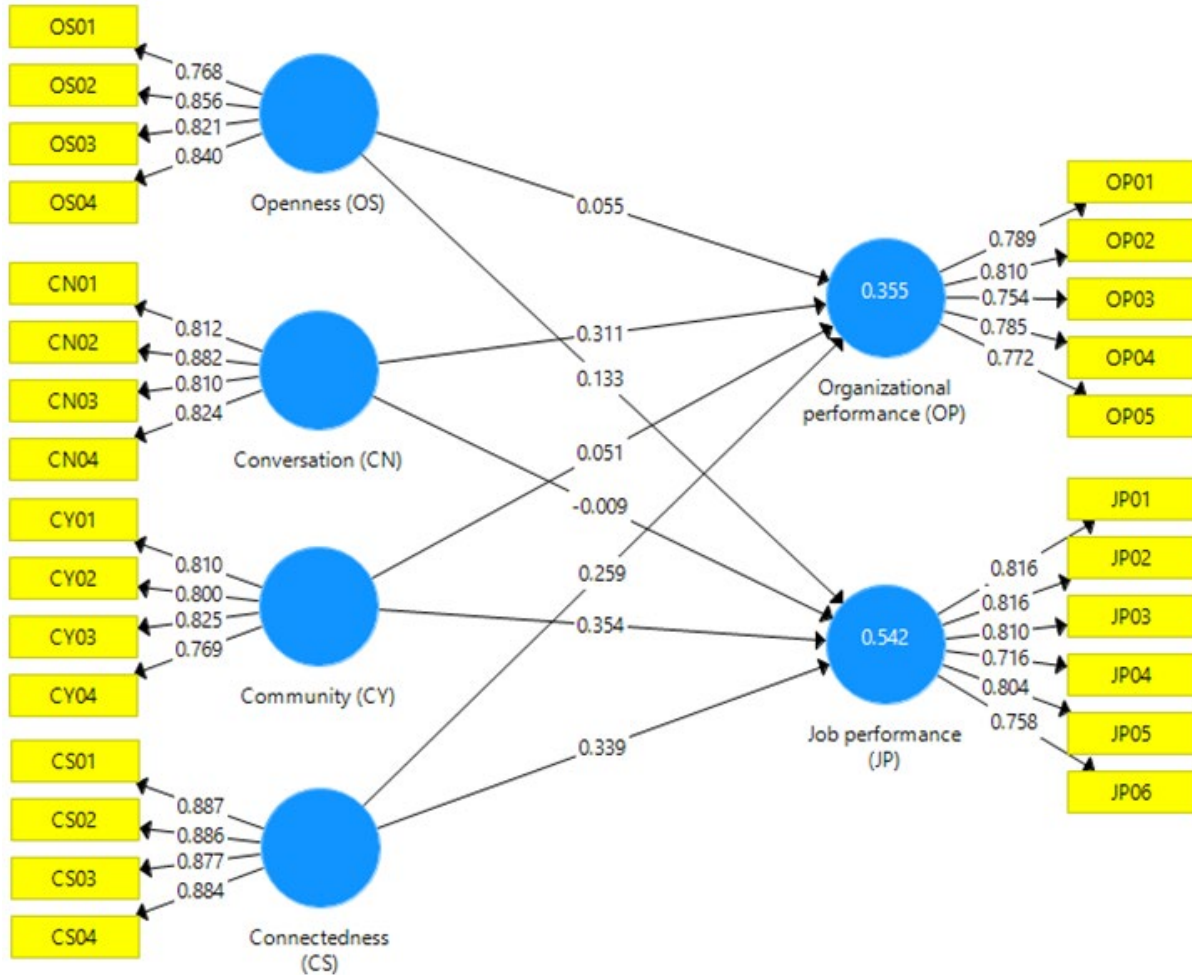 OS01
OS02
OS03
OS04
0.768
0.856
0.821
0.840
Openness (OS)
CN01
CN02
CN03
CN04
0.812
0.882
0.810
0.824
Conversation (CN)
CY01
CY02
CY03
CY04
0.810
0.800
0.825
0.769
Community (CY)
CS01
CS02
CS03
CS04
0.887
0.886
0.877
0.884
Connectedness
(CS)
0.055
0.311
0.133
0.051
-0.009
0.259
0.354
0.339
0.355
Organizational
performance (OP)
0.789
0.810
0.754
0.785
0.772
OP01
OP02
OP03
OP04
OP05
0.542
Job performance
(JP)
0.816
0.816
0.810
0.716
0.804
0.758
JP01
JP02
JP03
JP04
JP05
JP06